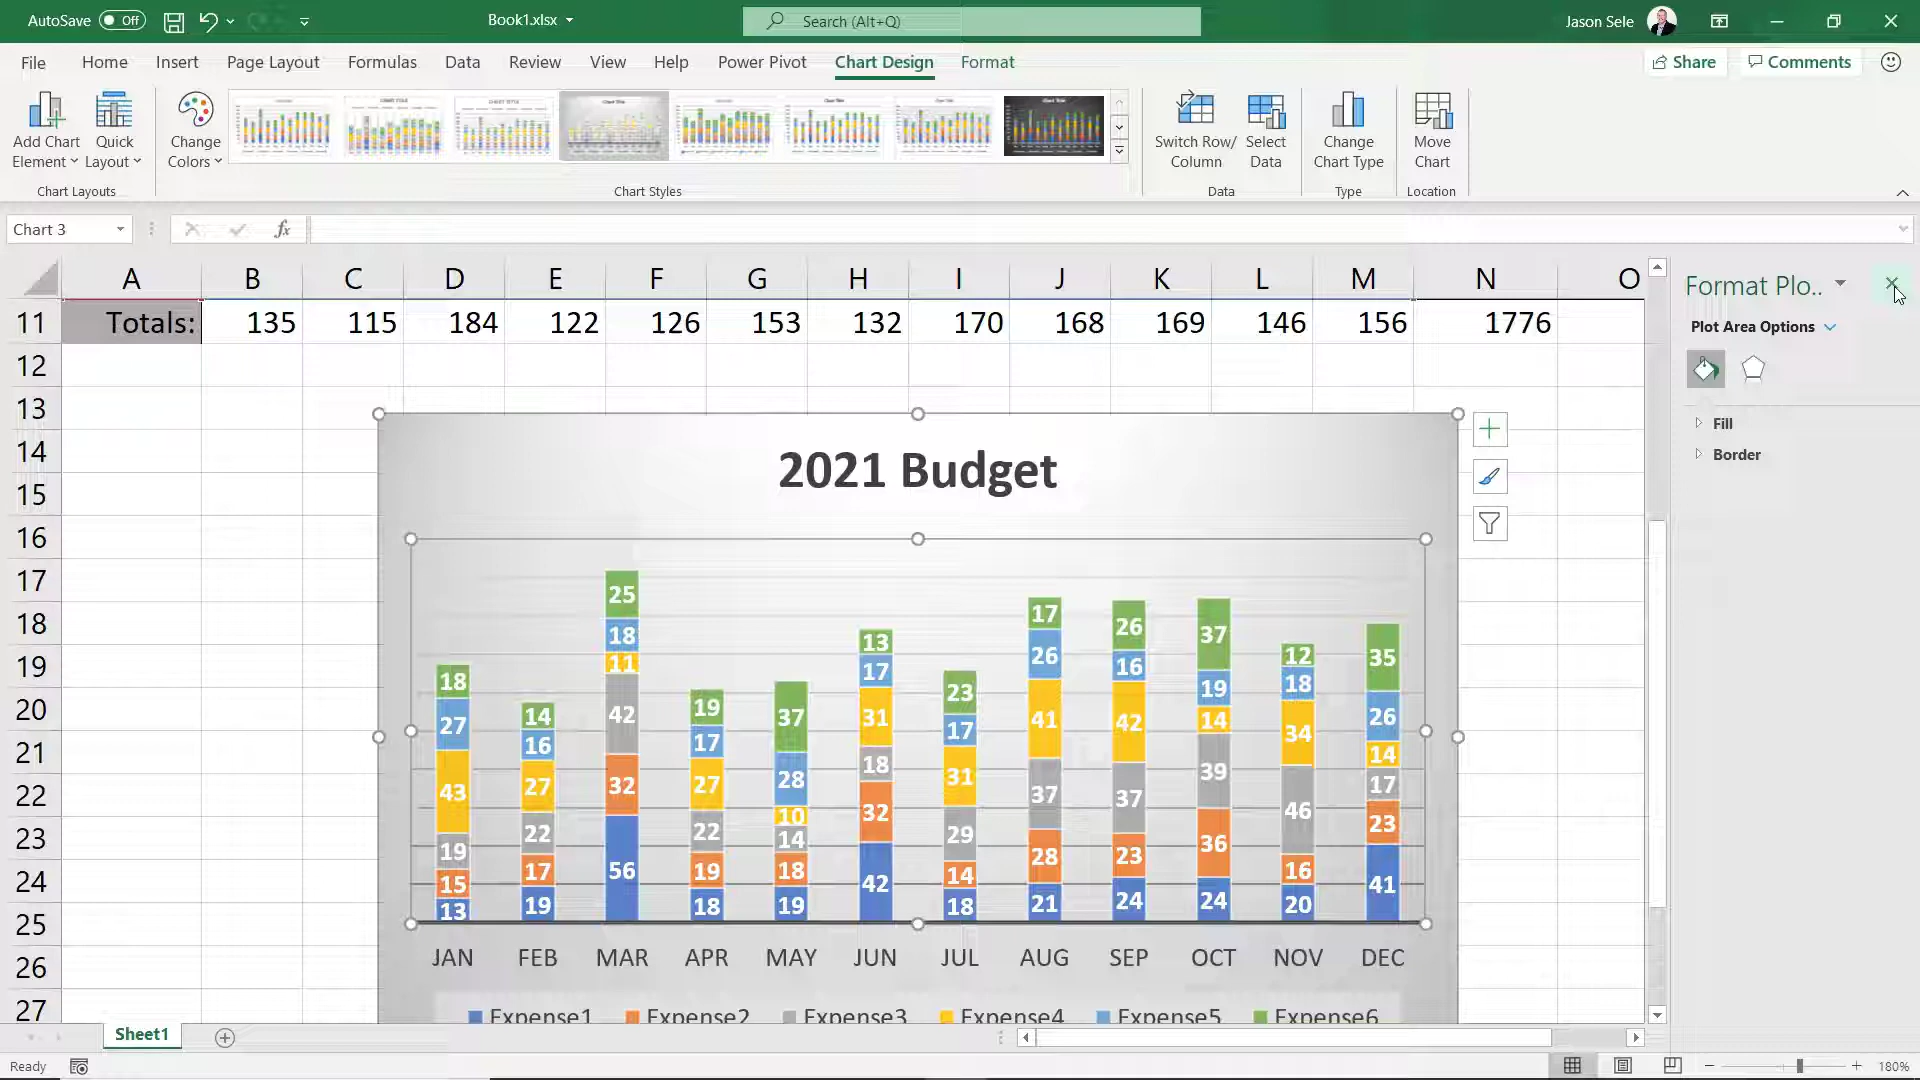 AutoSave Off Book1.xlsx Search (Alt+Q) Jason Sele
File Home Insert Page Layout Formulas Data Review View Help Power Pivot Chart Design Format Share Comments
Add Chart Element
Quick Layout
Change Colors
Switch Row/ Column
Select Data
Change Chart Type
Move Chart
Chart Layouts Chart Styles Data Type Location
Chart 3 fx
A B C D E F G H I J K L M N O
11 Totals: 135 115 184 122 126 153 132 170 168 169 146 156 1776
12
13
14
15
16
17
18
19
20
21
22
23
24
25
26
27
2021 Budget
18 27 43 19 15 13
14 16 27 22 17 19
25 18 11 42 32 56
19 17 27 22 19 18
37 28 10 14 18 19
13 17 31 18 32 42
23 17 31 29 14 18
17 26 41 37 28 21
26 16 42 37 23 24
37 19 14 39 36 24
12 18 34 46 16 20
35 26 14 17 23 41
JAN FEB MAR APR MAY JUN JUL AUG SEP OCT NOV DEC
Expense1 Expense2 Expense3 Expense4 Expense5 Expense6
Format Plo..
Plot Area Options
Fill
Border
Sheet1
Ready 180%